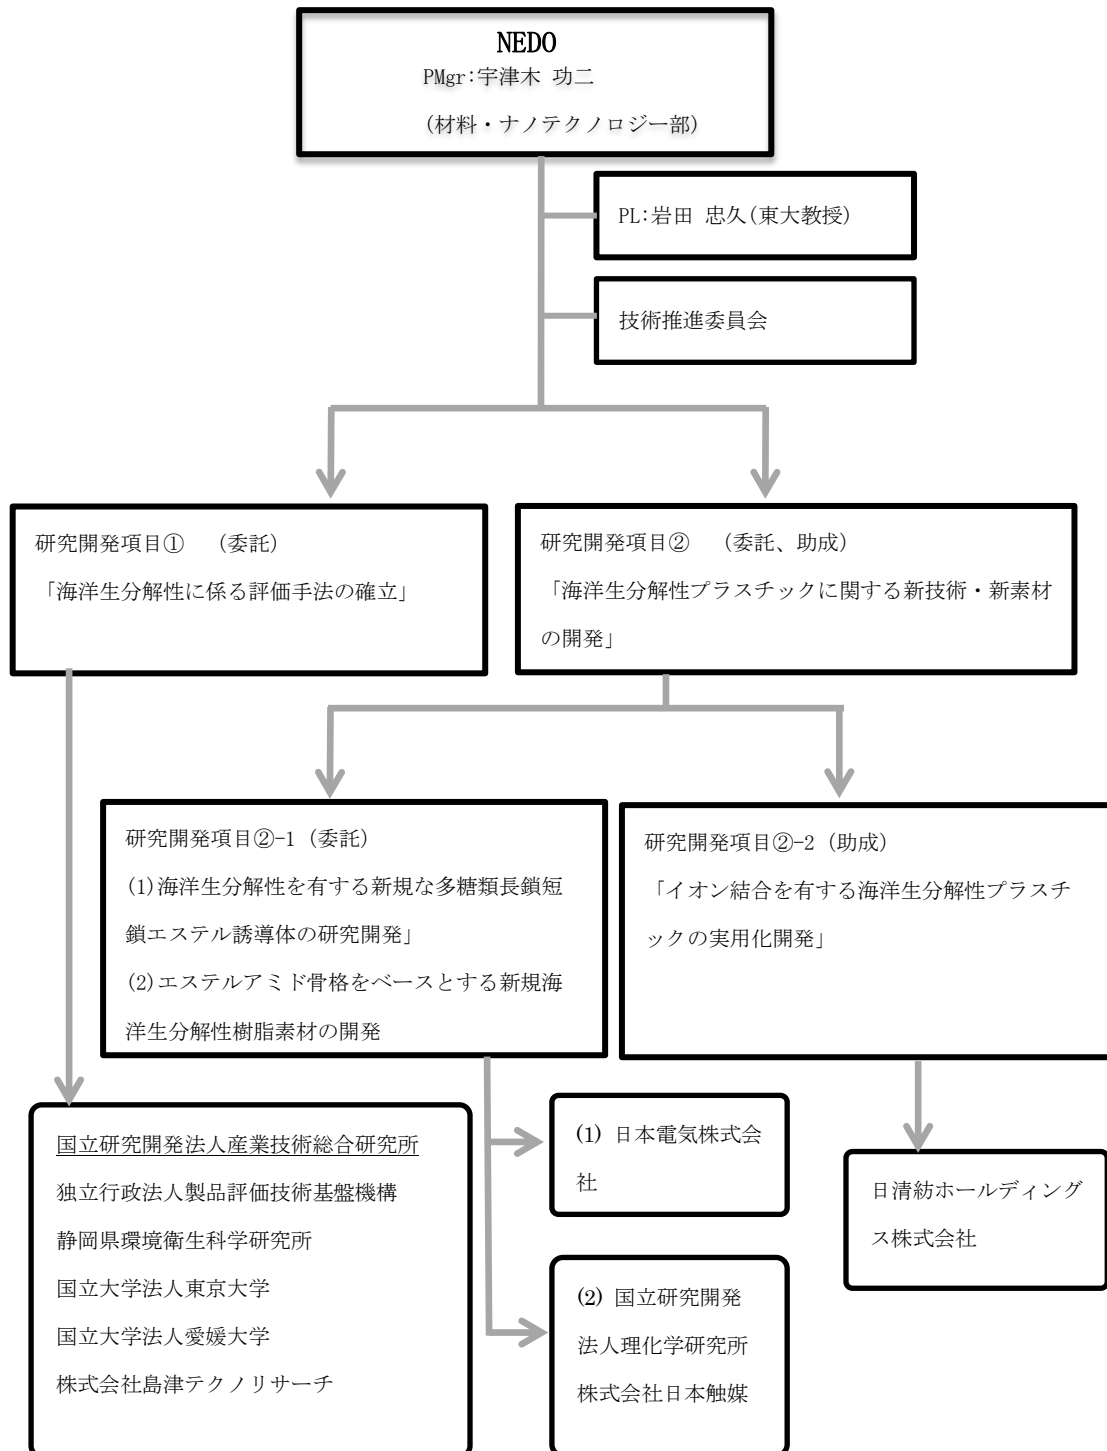 NEDO
PMgr:宇津木 功二
(材料・ナノテクノロジー部)
PL:岩田 忠久(東大教授)
技術推進委員会
研究開発項目① (委託)
「海洋生分解性に係る評価手法の確立」
研究開発項目② (委託、助成)
「海洋生分解性プラスチックに関する新技術・新素材
の開発」
研究開発項目②-1 (委託)
(1)海洋生分解性を有する新規な多糖類長鎖短
鎖エステル誘導体の研究開発」
(2)エステルアミド骨格をベースとする新規海
洋生分解性樹脂素材の開発
研究開発項目②-2 (助成)
「イオン結合を有する海洋生分解性プラスチ
ックの実用化開発」
国立研究開発法人産業技術総合研究所
独立行政法人製品評価技術基盤機構
静岡県環境衛生科学研究所
国立大学法人東京大学
国立大学法人愛媛大学
株式会社島津テクノリサーチ
(1) 日本電気株式会
社
(2) 国立研究開発
法人理化学研究所
株式会社日本触媒
日清紡ホールディング
ス株式会社